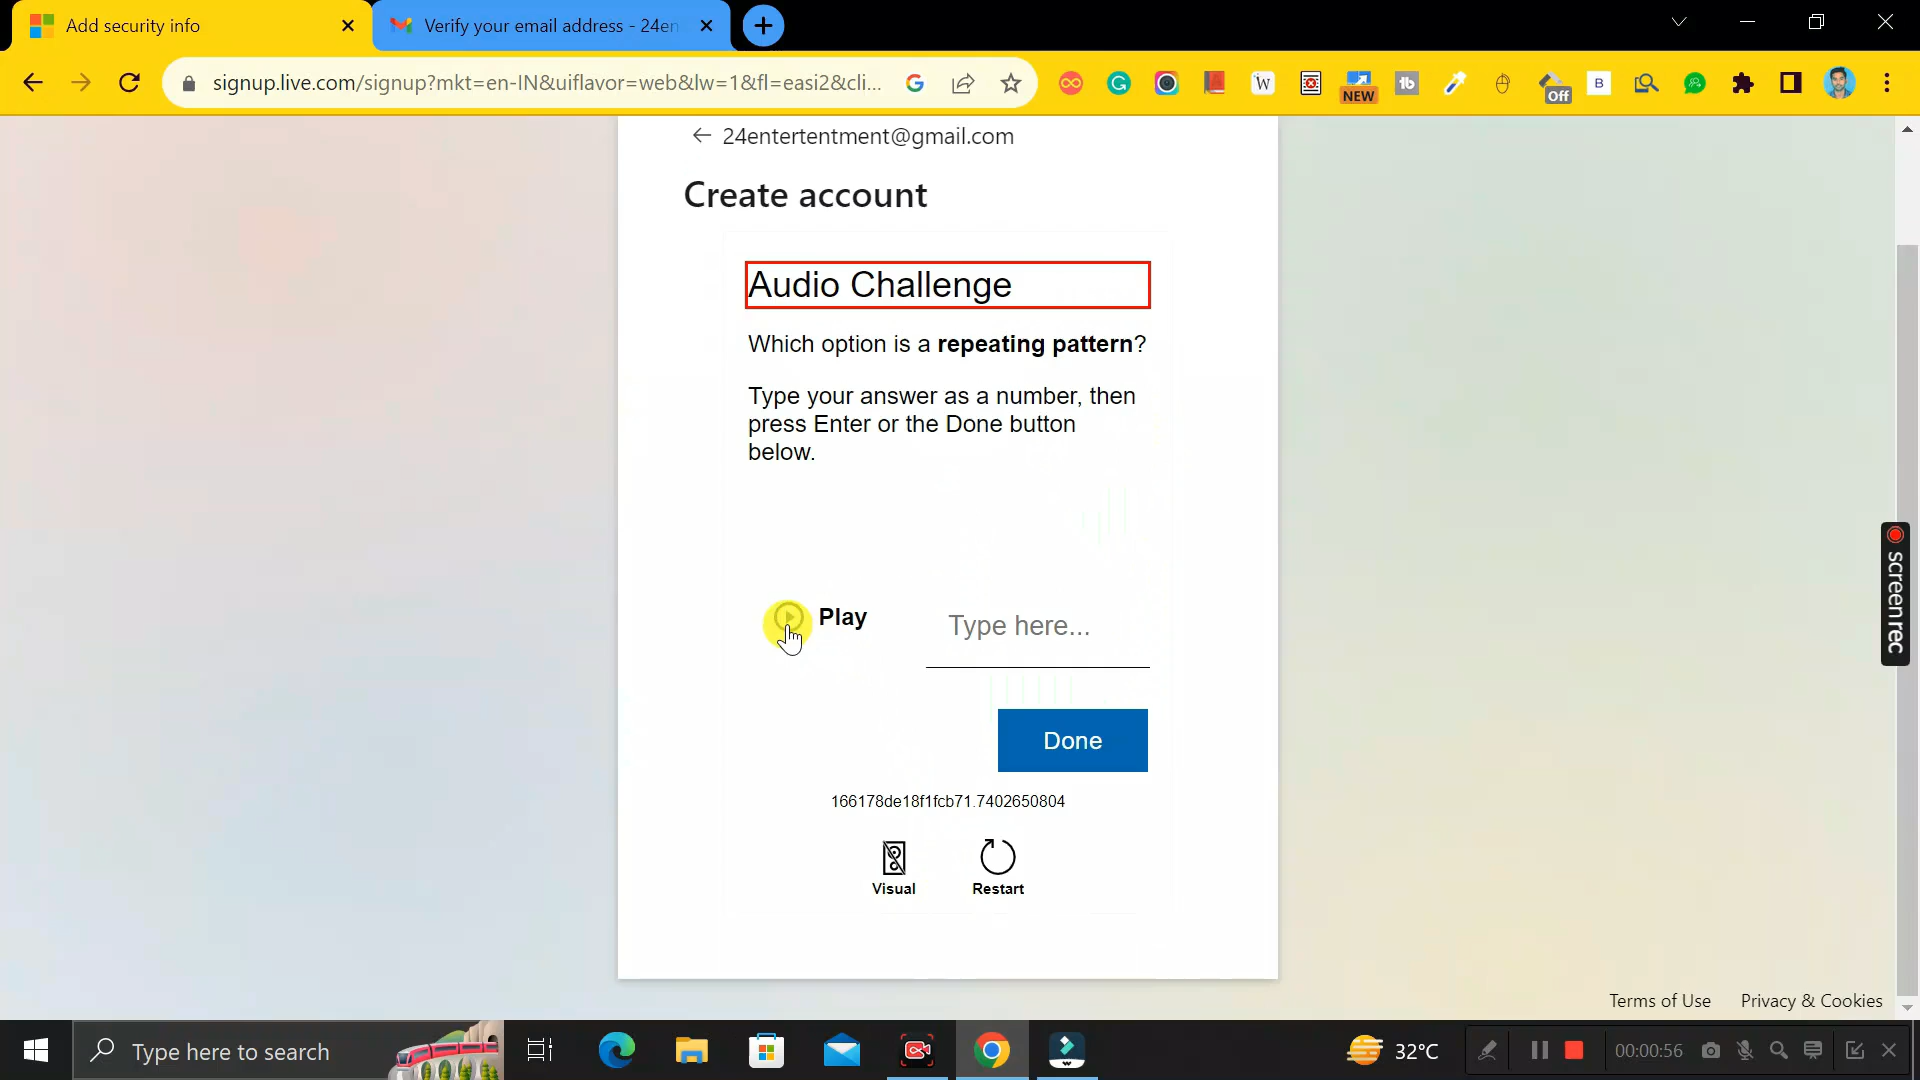 Add security info
Verify your email address - 24en
signup.live.com/signup?mkt=en-IN&uiflavor=web&lw=1&fl=easi2&cli...
NEW
Off
24entertentment@gmail.com
Create account
Audio Challenge
Which option is a repeating pattern?
Type your answer as a number, then
press Enter or the Done button
below.
Play
Type here...
Done
166178de18f1fcb71.7402650804
Visual
Restart
screenrec
Terms of Use
Privacy & Cookies
Type here to search
32°C
00:00:56